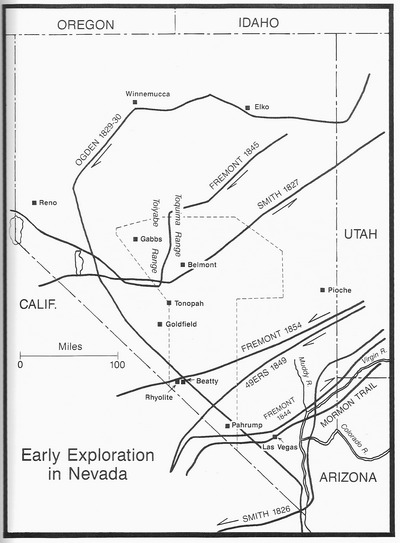 OREGON
IDAHO
Winnemucca
Elko
OGDEN 1829-30
FREMONT 1845
SMITH 1827
Reno
Toiyabe Range
Toquima Range
Gabbs
Belmont
UTAH
CALIF.
Pioche
Tonopah
Goldfield
Miles
0 100
FREMONT 1854
49ERS 1849
Beatty
Rhyolite
Muddy R.
Virgin R.
FREMONT
1844
MORMON TRAIL
Pahrump
Las Vegas
Colorado R.
Early Exploration
in Nevada
ARIZONA
SMITH 1826